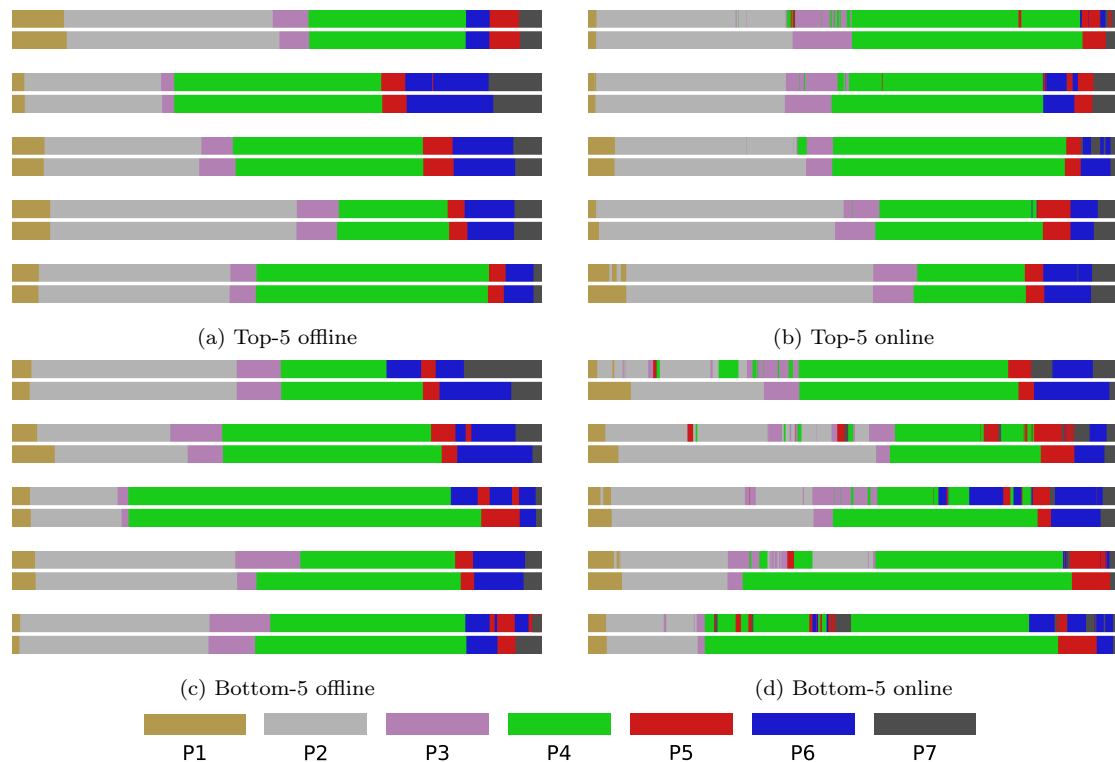 (a) Top-5 offline
(b) Top-5 online
(c) Bottom-5 offline
(d) Bottom-5 online
P1 P2 P3 P4 P5 P6 P7